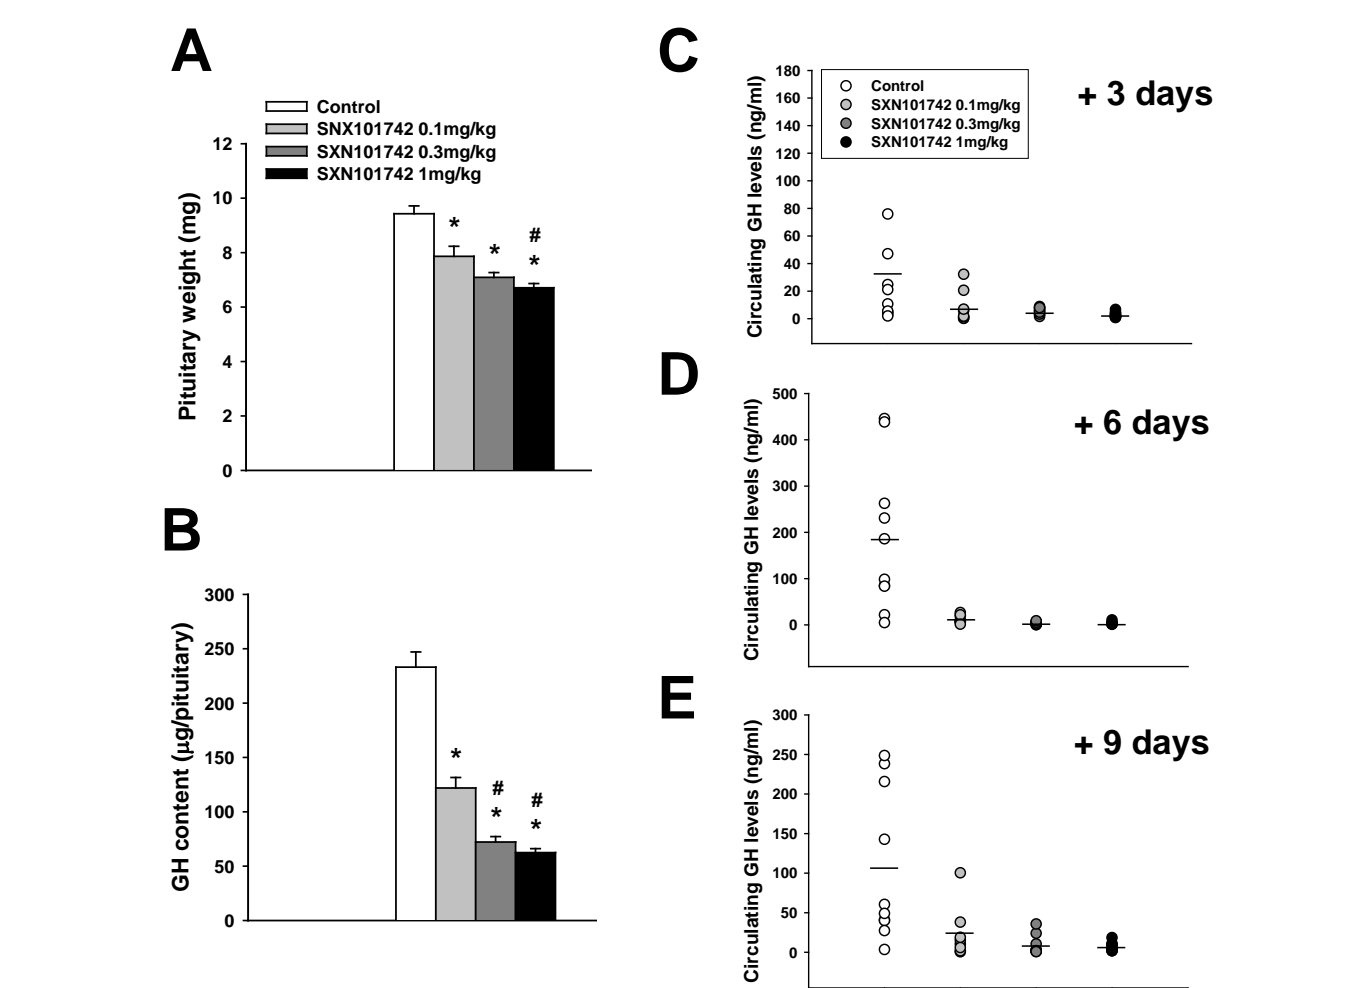 A
Control
SNX101742 0.1mg/kg
SXN101742 0.3mg/kg
SXN101742 1mg/kg
12
10
8
6
4
2
0
Pituitary weight (mg)
*
*
#
*
B
300
250
200
150
100
50
0
GH content (µg/pituitary)
*
#
*
#
*
C
+ 3 days
Control
SXN101742 0.1mg/kg
SXN101742 0.3mg/kg
SXN101742 1mg/kg
180
160
140
120
100
80
60
40
20
0
Circulating GH levels (ng/ml)
D
+ 6 days
500
400
300
200
100
0
Circulating GH levels (ng/ml)
E
+ 9 days
300
250
200
150
100
50
0
Circulating GH levels (ng/ml)